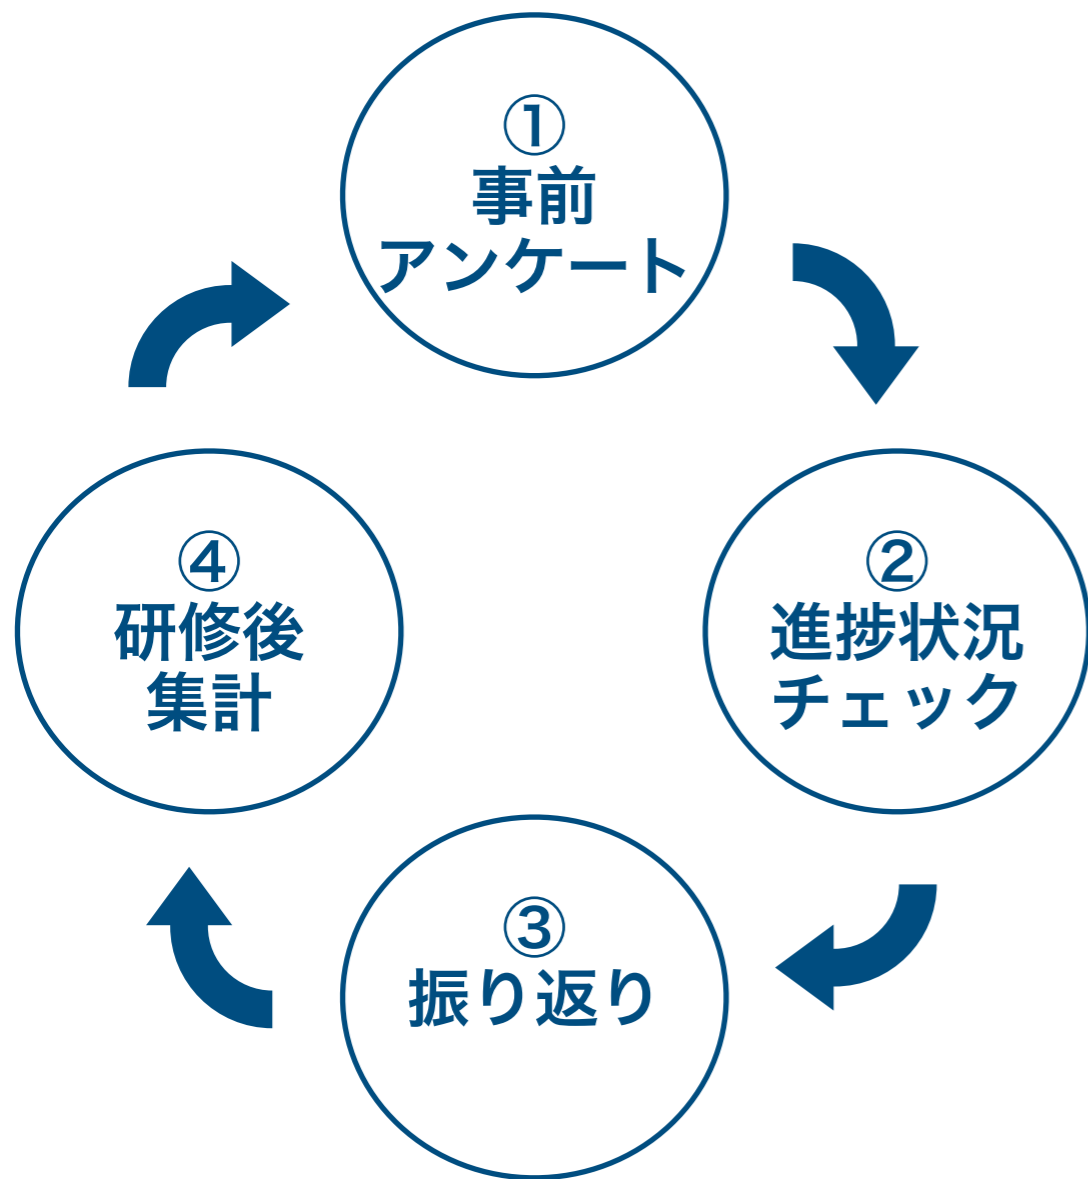 ①
事前
アンケート
②
進捗状況
チェック
③
振り返り
④
研修後
集計